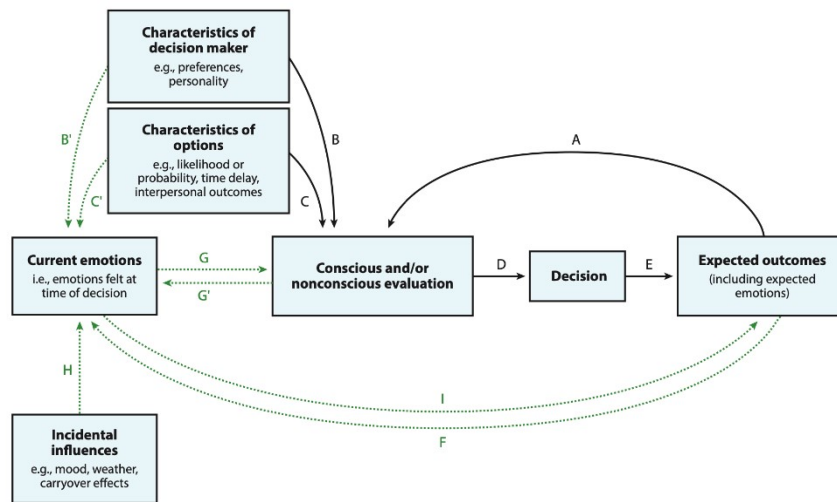 Characteristics of
decision maker
e.g., preferences,
personality
Characteristics of
options
e.g., likelihood or
probability, time delay,
interpersonal outcomes
B'
C'
B
C
A
Current emotions
i.e., emotions felt at
time of decision
G
G'
Conscious and/or
nonconscious evaluation
D
Decision
E
Expected outcomes
(including expected
emotions)
H
I
F
Incidental
influences
e.g., mood, weather,
carryover effects